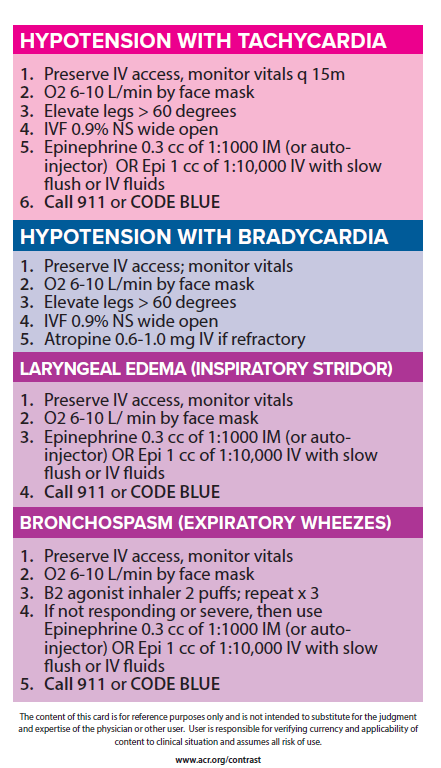 HYPOTENSION WITH TACHYCARDIA
1. Preserve IV access, monitor vitals q 15m
2. O2 6-10 L/min by face mask
3. Elevate legs > 60 degrees
4. IVF 0.9% NS wide open
5. Epinephrine 0.3 cc of 1:1000 IM (or auto-
injector) OR Epi 1 cc of 1:10,000 IV with slow
flush or IV fluids
6. Call 911 or CODE BLUE
HYPOTENSION WITH BRADYCARDIA
1. Preserve IV access; monitor vitals
2. O2 6-10 L/min by face mask
3. Elevate legs > 60 degrees
4. IVF 0.9% NS wide open
5. Atropine 0.6-1.0 mg IV if refractory
LARYNGEAL EDEMA (INSPIRATORY STRIDOR)
1. Preserve IV access, monitor vitals
2. O2 6-10 L/ min by face mask
3. Epinephrine 0.3 cc of 1:1000 IM (or auto-
injector) OR Epi 1 cc of 1:10,000 IV with slow
flush or IV fluids
4. Call 911 or CODE BLUE
BRONCHOSPASM (EXPIRATORY WHEEZES)
1. Preserve IV access, monitor vitals
2. O2 6-10 L/min by face mask
3. B2 agonist inhaler 2 puffs; repeat x 3
4. If not responding or severe, then use
Epinephrine 0.3 cc of 1:1000 IM (or auto-
injector) OR Epi 1 cc of 1:10,000 IV with slow
flush or IV fluids
5. Call 911 or CODE BLUE
The content of this card is for reference purposes only and is not intended to substitute for the judgment
and expertise of the physician or other user. User is responsible for verifying currency and applicability of
content to clinical situation and assumes all risk of use.
www.acr.org/contrast